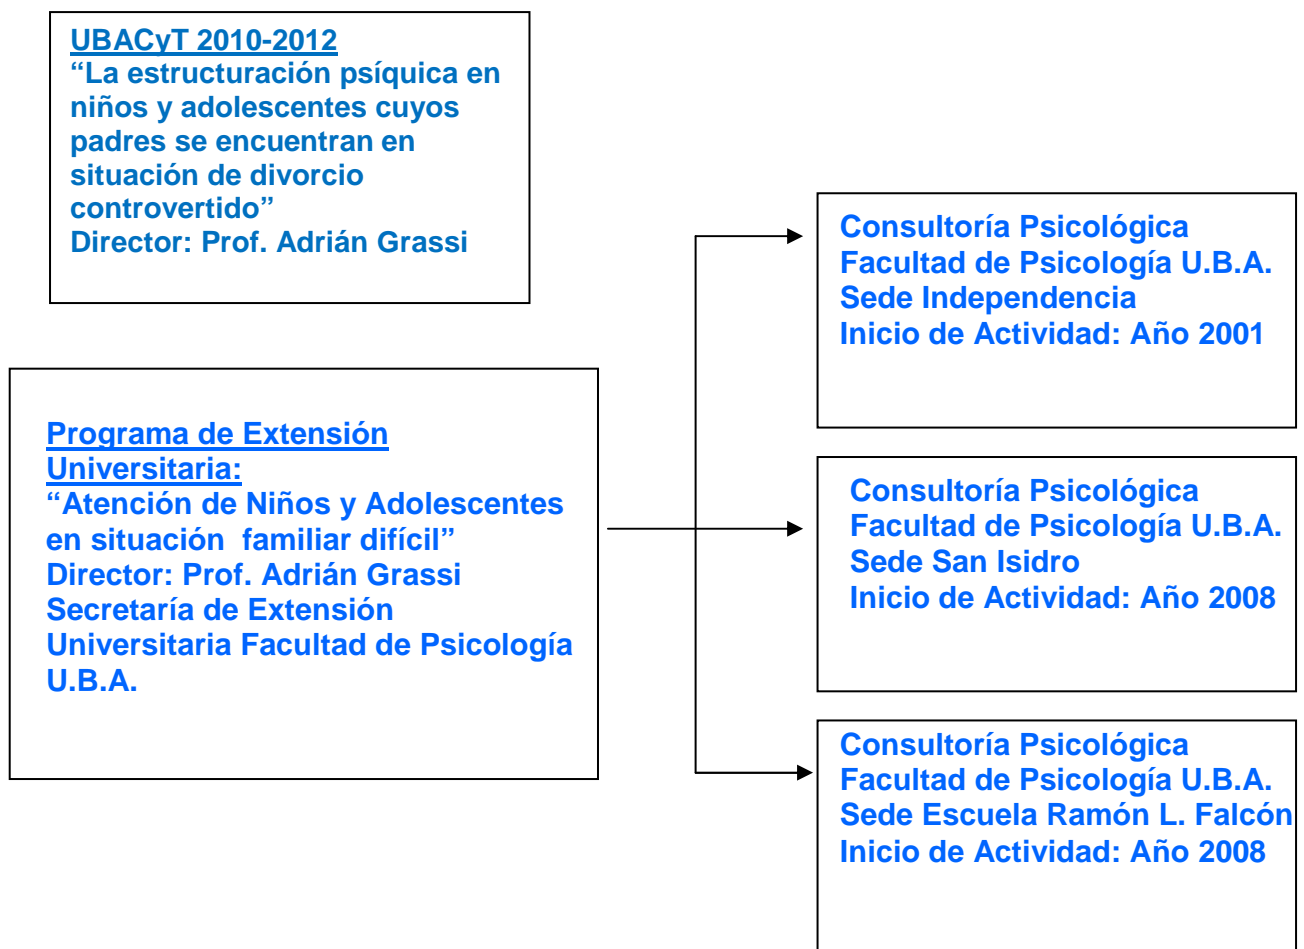 UBACyT 2010-2012
“La estructuración psíquica en
niños y adolescentes cuyos
padres se encuentran en
situación de divorcio
controvertido”
Director: Prof. Adrián Grassi
Programa de Extensión
Universitaria:
“Atención de Niños y Adolescentes
en situación  familiar difícil”
Director: Prof. Adrián Grassi
Secretaría de Extensión
Universitaria Facultad de Psicología
U.B.A.
Consultoría Psicológica
Facultad de Psicología U.B.A.
Sede Independencia
Inicio de Actividad: Año 2001
Consultoría Psicológica
Facultad de Psicología U.B.A.
Sede San Isidro
Inicio de Actividad: Año 2008
Consultoría Psicológica
Facultad de Psicología U.B.A.
Sede Escuela Ramón L. Falcón
Inicio de Actividad: Año 2008